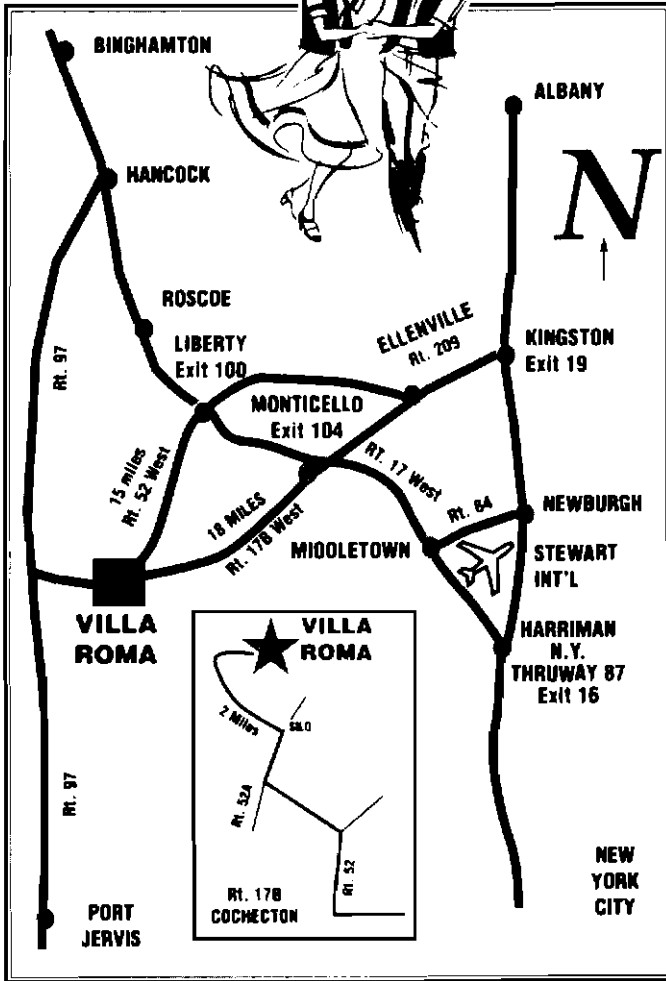 BINGHAMTON
ALBANY
HANCOCK
N
ROSCOE
LIBERTY
Exit 100
ELLENVILLE
Rt. 209
KINGSTON
Exit 19
Rt. 97
MONTICELLO
Exit 104
15 miles
Rt. 52 West
18 MILES
Rt. 17B West
RT. 17 West
Rt. 84
NEWBURGH
MIDDLETOWN
STEWART
INT'L
VILLA
ROMA
HARRIMAN
N.Y.
THRUWAY 87
Exit 16
VILLA
ROMA
2 Miles
SILO
Rt. 52A
Rt. 52
Rt. 17B
COCHECTON
Rt. 97
PORT
JERVIS
NEW
YORK
CITY